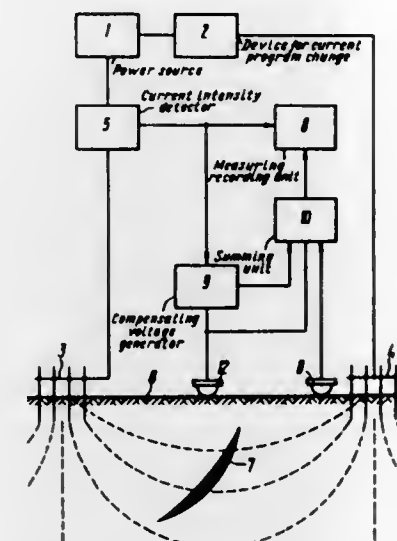 1
2
Device for current
program change
Power source
Current intensity
detector
5
8
Measuring
recording unit
10
Summing
unit
9
Compensating
voltage
generator
3
6
12
8
4
7